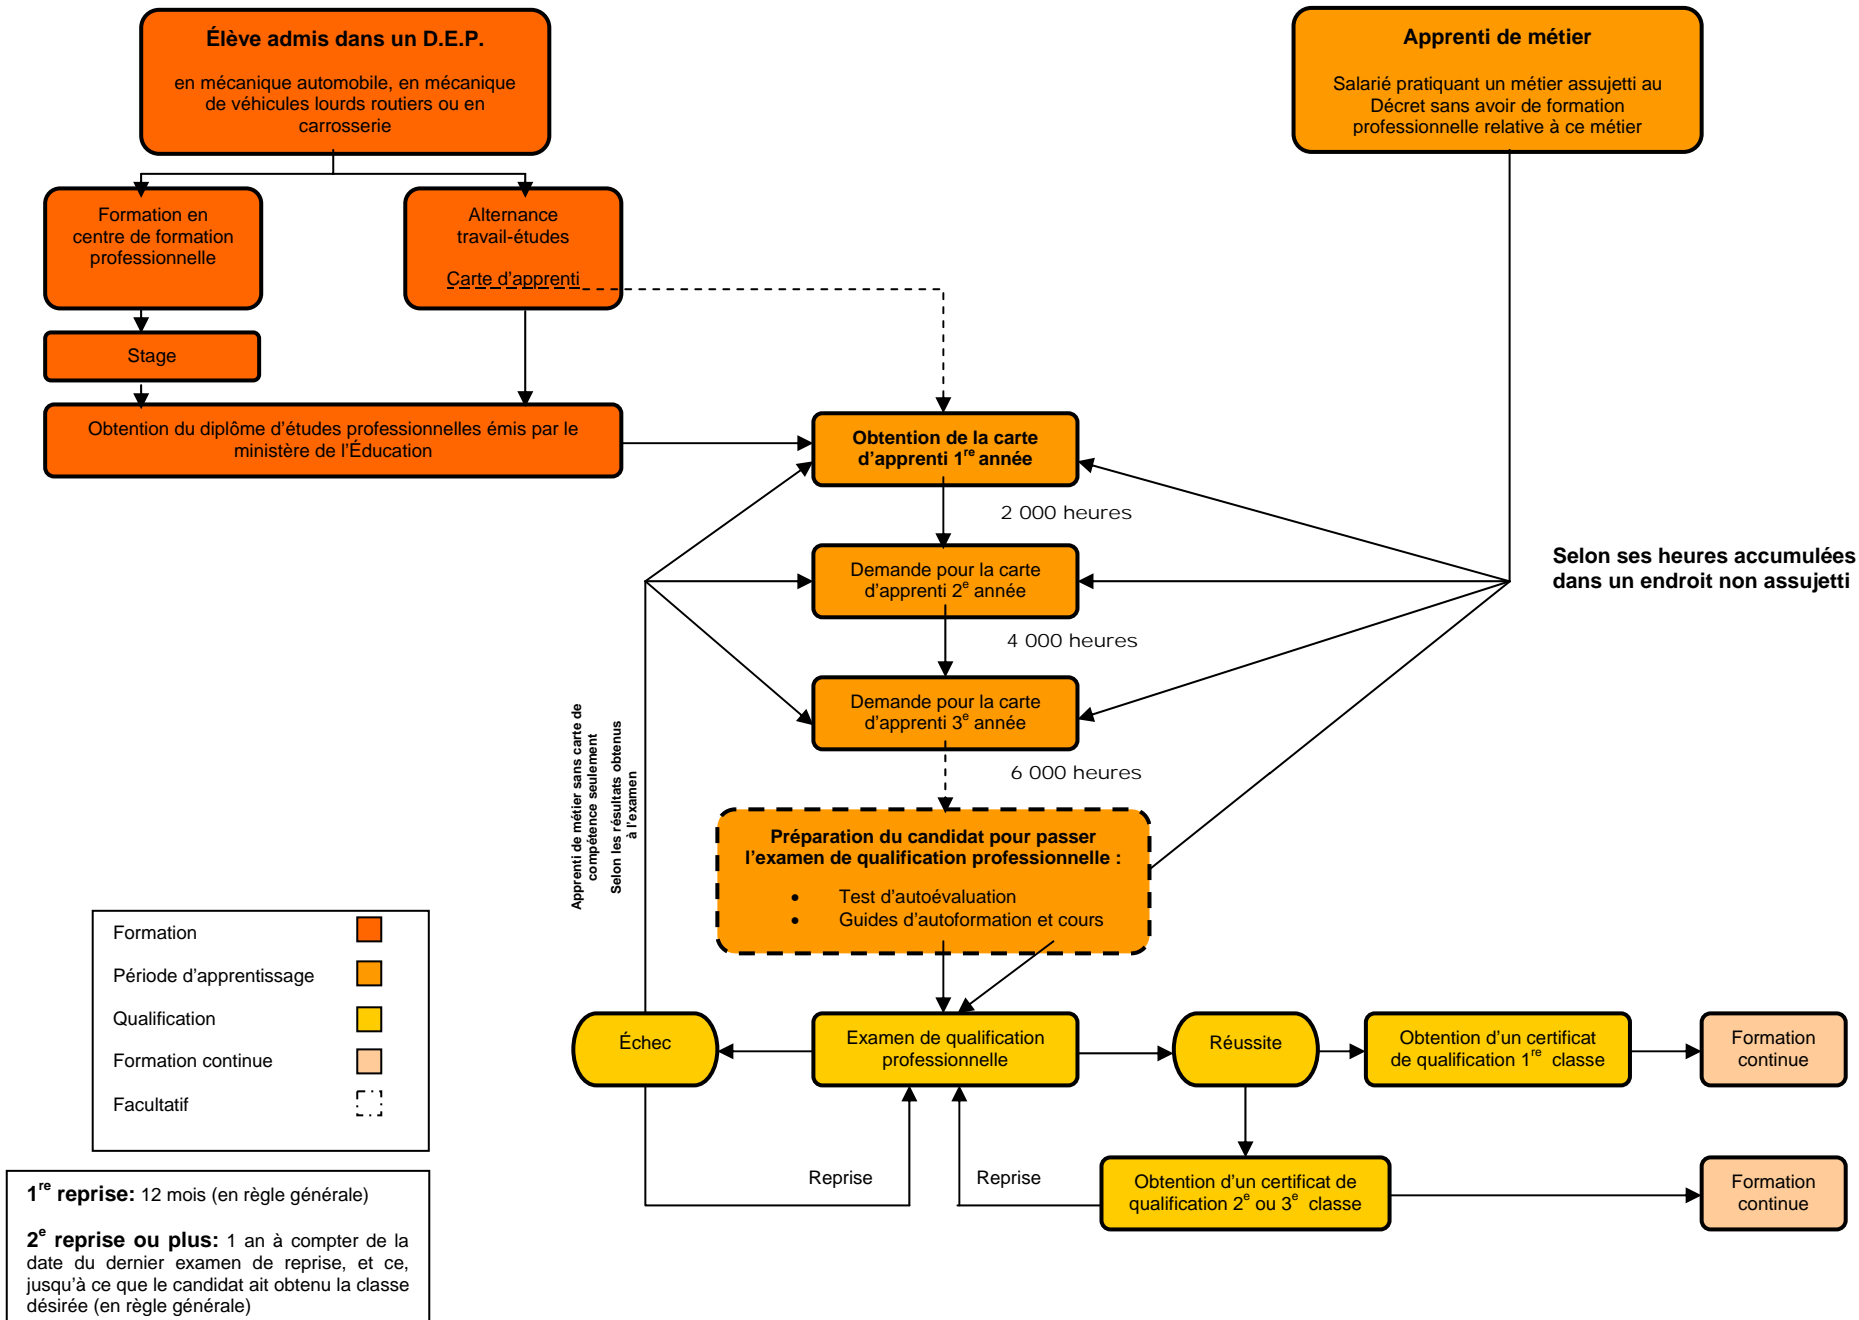 Élève admis dans un D.E.P.
en mécanique automobile, en mécanique
de véhicules lourds routiers ou en
carrosserie
Apprenti de métier
Salarié pratiquant un métier assujetti au
Décret sans avoir de formation
professionnelle relative à ce métier
Formation en
centre de formation
professionnelle
Alternance
travail-études
Carte d'apprenti
Stage
Obtention du diplôme d'études professionnelles émis par le
ministère de l'Éducation
Obtention de la carte
d'apprenti 1re année
2 000 heures
Demande pour la carte
d'apprenti 2e année
Selon ses heures accumulées
dans un endroit non assujetti
4 000 heures
Demande pour la carte
d'apprenti 3e année
6 000 heures
Apprenti de métier sans carte de
compétence seulement
Selon les résultats obtenus
à l'examen
Préparation du candidat pour passer
l'examen de qualification professionnelle :
• Test d'autoévaluation
• Guides d'autoformation et cours
Échec
Examen de qualification
professionnelle
Réussite
Obtention d'un certificat
de qualification 1re classe
Formation
continue
Reprise
Reprise
Obtention d'un certificat de
qualification 2e ou 3e classe
Formation
continue
Formation
Période d'apprentissage
Qualification
Formation continue
Facultatif
1re reprise: 12 mois (en règle générale)
2e reprise ou plus: 1 an à compter de la
date du dernier examen de reprise, et ce,
jusqu'à ce que le candidat ait obtenu la classe
désirée (en règle générale)